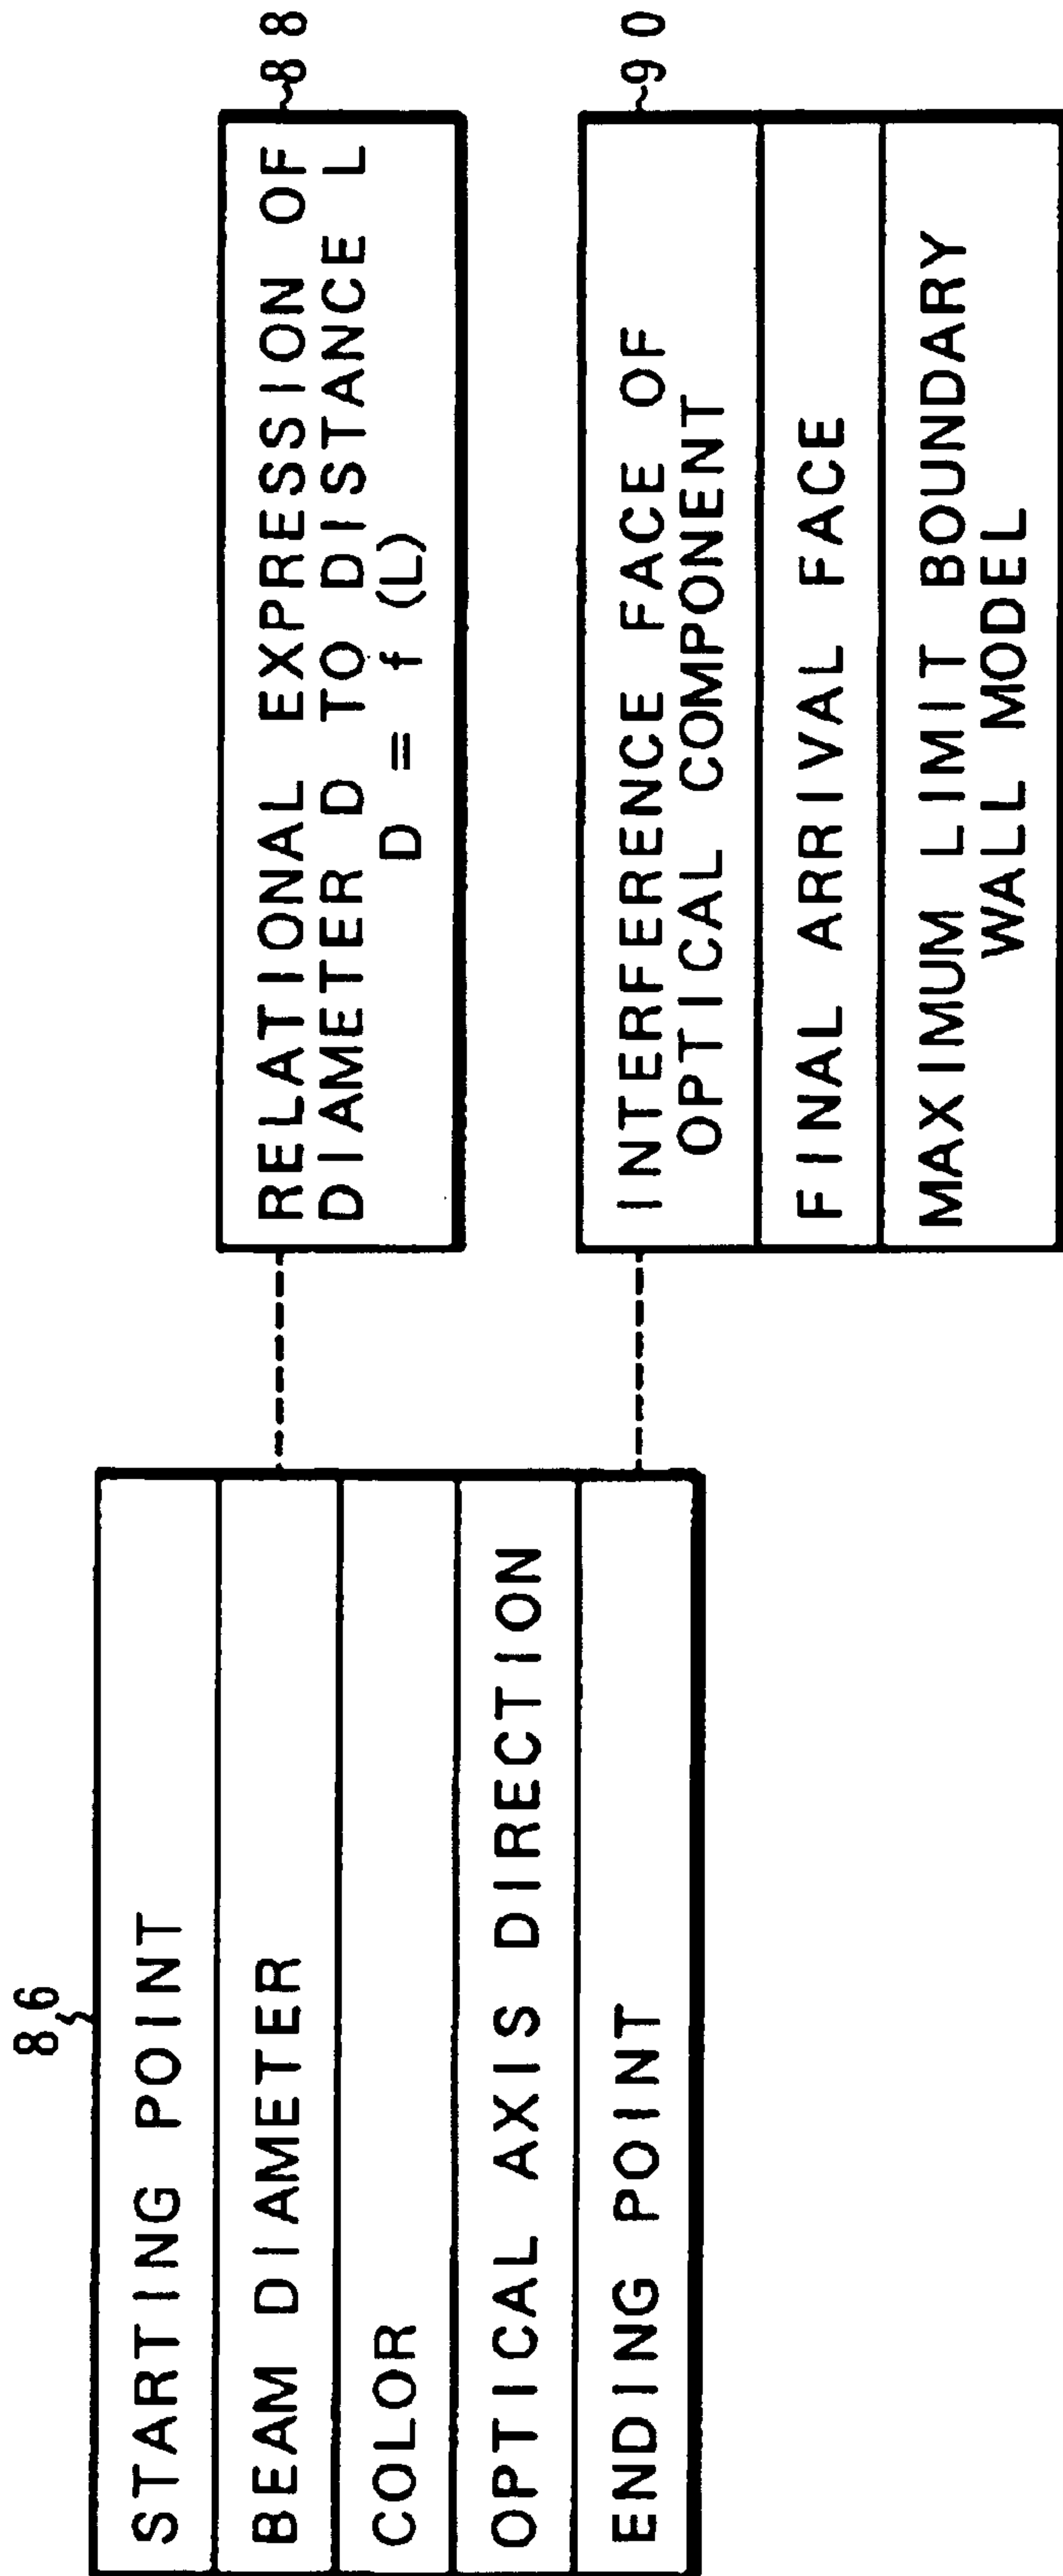 86
STARTING POINT
BEAM DIAMETER
COLOR
OPTICAL AXIS DIRECTION
ENDING POINT
88
RELATIONAL EXPRESSION OF
DIAMETER D TO DISTANCE L
D = f (L)
90
INTERFERENCE FACE OF
OPTICAL COMPONENT
FINAL ARRIVAL FACE
MAXIMUM LIMIT BOUNDARY
WALL MODEL